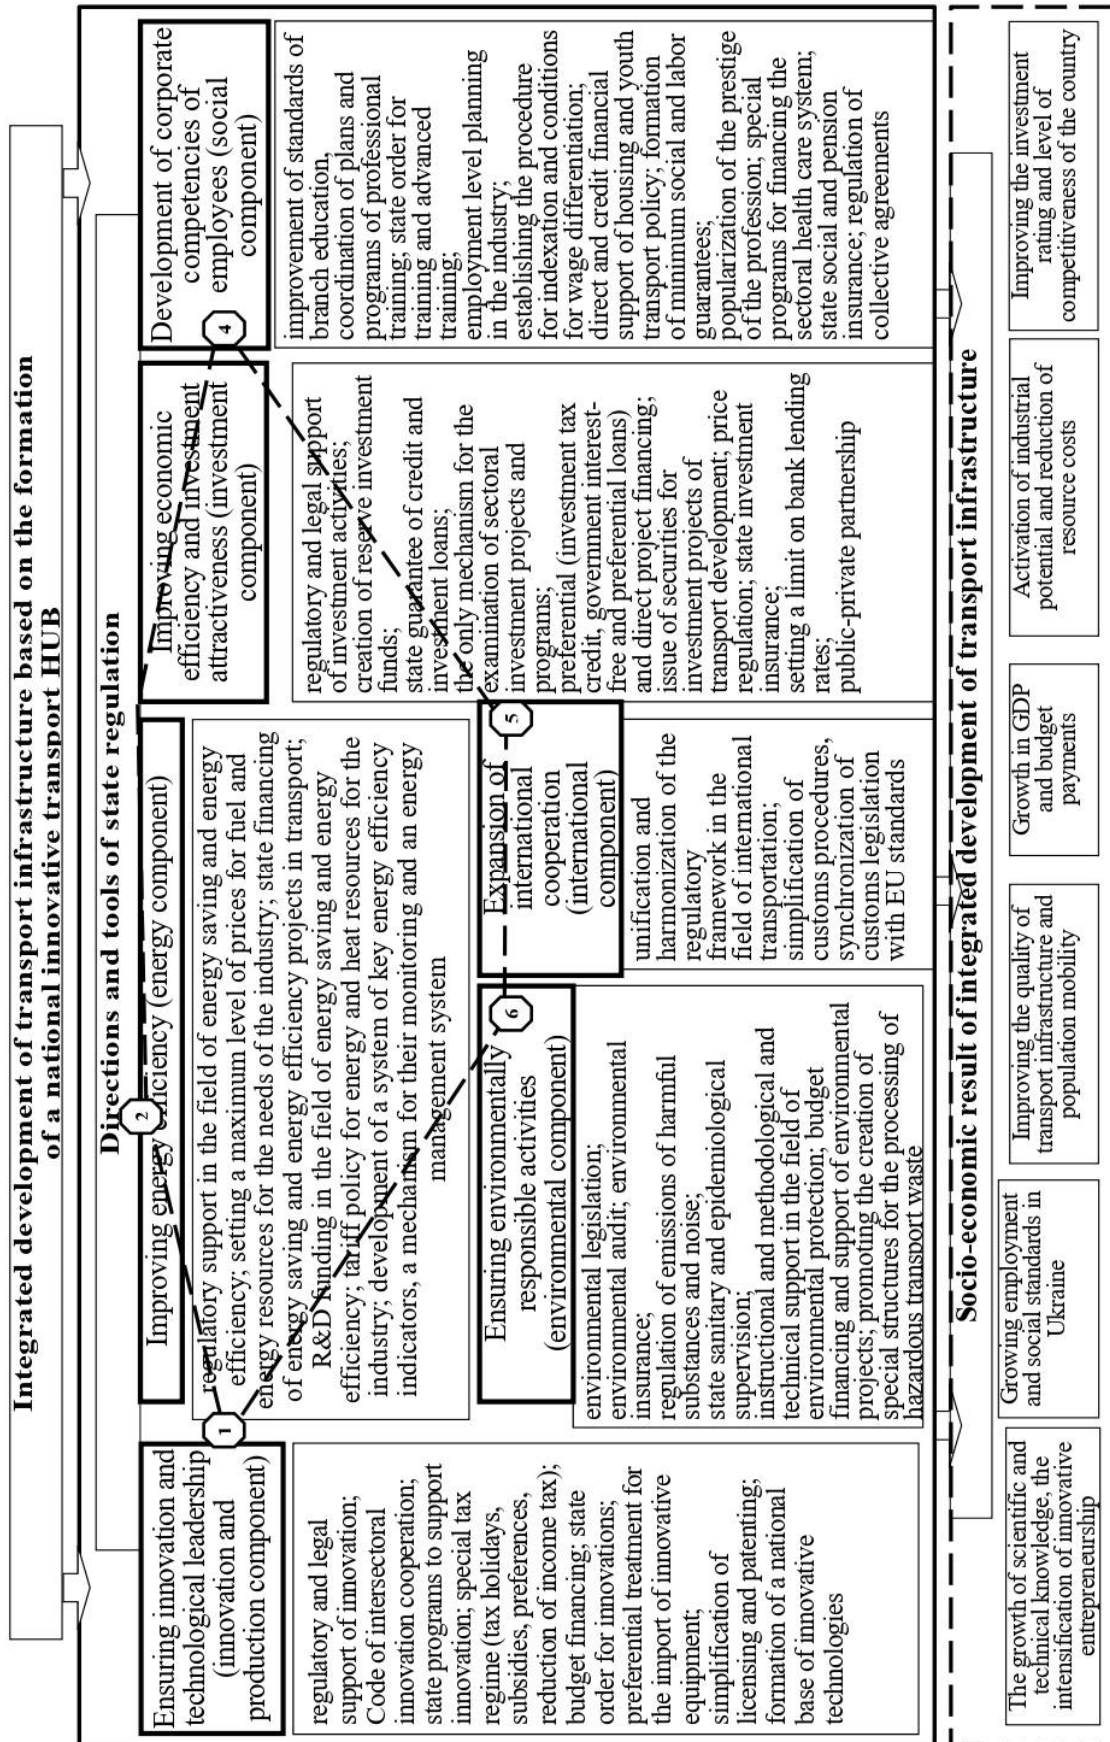 Integrated development of transport infrastructure based on the formation
of a national innovative transport HUB
Directions and tools of state regulation
Ensuring innovation and
technological leadership
(innovation and
production component)
1
regulatory and legal
support of innovation;
Code of intersectoral
innovation cooperation;
state programs to support
innovation; special tax
regime (tax holidays,
subsidies, preferences,
reduction of income tax);
budget financing; state
order for innovations;
preferential treatment for
the import of innovative
equipment;
simplification of
licensing and patenting;
formation of a national
base of innovative
technologies
Improving energy efficiency (energy component)
2
regulatory support in the field of energy saving and energy
efficiency; setting a maximum level of prices for fuel and
energy resources for the needs of the industry; state financing
of energy saving and energy efficiency projects in transport;
R&D funding in the field of energy saving and energy
efficiency; tariff policy for energy and heat resources for the
industry; development of a system of key energy efficiency
indicators, a mechanism for their monitoring and an energy
management system
Ensuring environmentally
responsible activities
(environmental component)
6
environmental legislation;
environmental audit; environmental
insurance;
regulation of emissions of harmful
substances and noise;
state sanitary and epidemiological
supervision;
instructional and methodological and
technical support in the field of
environmental protection; budget
financing and support of environmental
projects; promoting the creation of
special structures for the processing of
hazardous transport waste
Expansion of
international
cooperation
(international
component)
5
unification and
harmonization of the
regulatory
framework in the
field of international
transportation;
simplification of
customs procedures,
synchronization of
customs legislation
with EU standards
Improving economic
efficiency and investment
attractiveness (investment
component)
regulatory and legal support
of investment activities;
creation of reserve investment
funds;
state guarantee of credit and
investment loans;
the only mechanism for the
examination of sectoral
investment projects and
programs;
preferential (investment tax
credit, government interest-
free and preferential loans)
and direct project financing;
issue of securities for
investment projects of
transport development; price
regulation; state investment
insurance;
setting a limit on bank lending
rates;
public-private partnership
Development of corporate
competencies of
employees (social
component)
4
improvement of standards of
branch education,
coordination of plans and
programs of professional
training; state order for
training and advanced
training;
employment level planning
in the industry;
establishing the procedure
for indexation and conditions
for wage differentiation;
direct and credit financial
support of housing and youth
transport policy; formation
of minimum social and labor
guarantees;
popularization of the prestige
of the profession; special
programs for financing the
sectoral health care system;
state social and pension
insurance; regulation of
collective agreements
Socio-economic result of integrated development of transport infrastructure
The growth of scientific and
technical knowledge, the
intensification of innovative
entrepreneurship
Growing employment
and social standards in
Ukraine
Improving the quality of
transport infrastructure and
population mobility
Growth in GDP
and budget
payments
Activation of industrial
potential and reduction of
resource costs
Improving the investment
rating and level of
competitiveness of the country